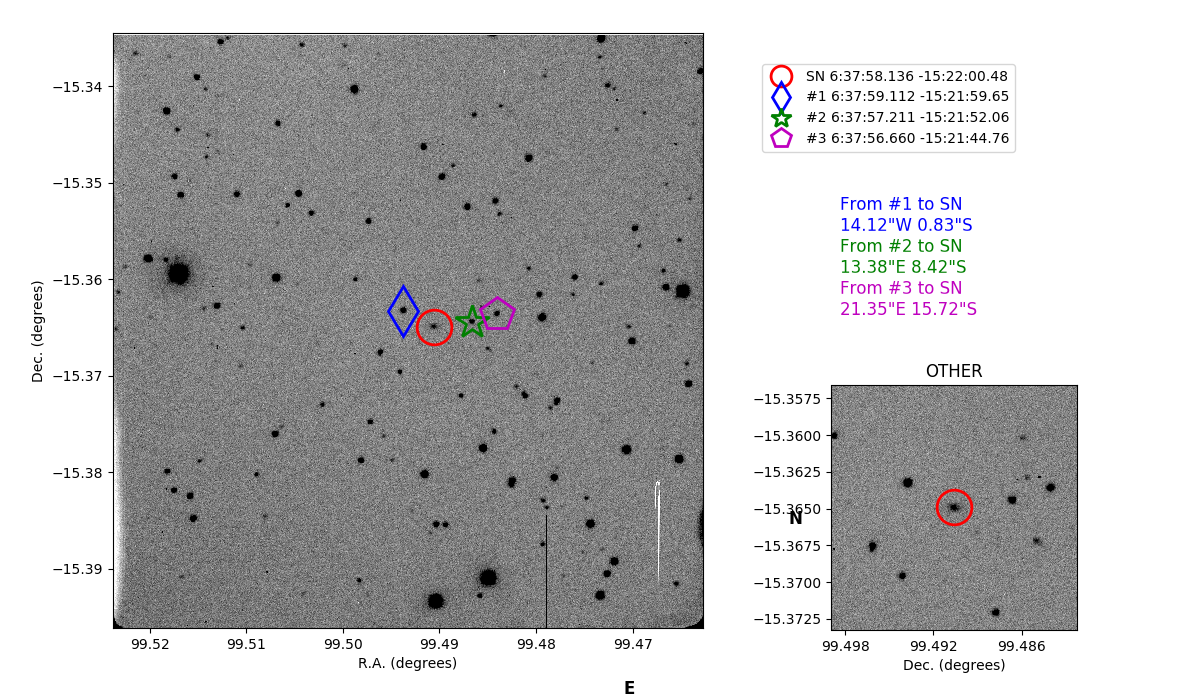 −15.34
−15.35
−15.36
−15.37
−15.38
−15.39
Dec. (degrees)
99.52 99.51 99.50 99.49 99.48 99.47
R.A. (degrees)
E
SN 6:37:58.136 -15:22:00.48
#1 6:37:59.112 -15:21:59.65
#2 6:37:57.211 -15:21:52.06
#3 6:37:56.660 -15:21:44.76
From #1 to SN
14.12"W 0.83"S
From #2 to SN
13.38"E 8.42"S
From #3 to SN
21.35"E 15.72"S
OTHER
−15.3575
−15.3600
−15.3625
−15.3650
N
−15.3675
−15.3700
−15.3725
99.498 99.492 99.486
Dec. (degrees)